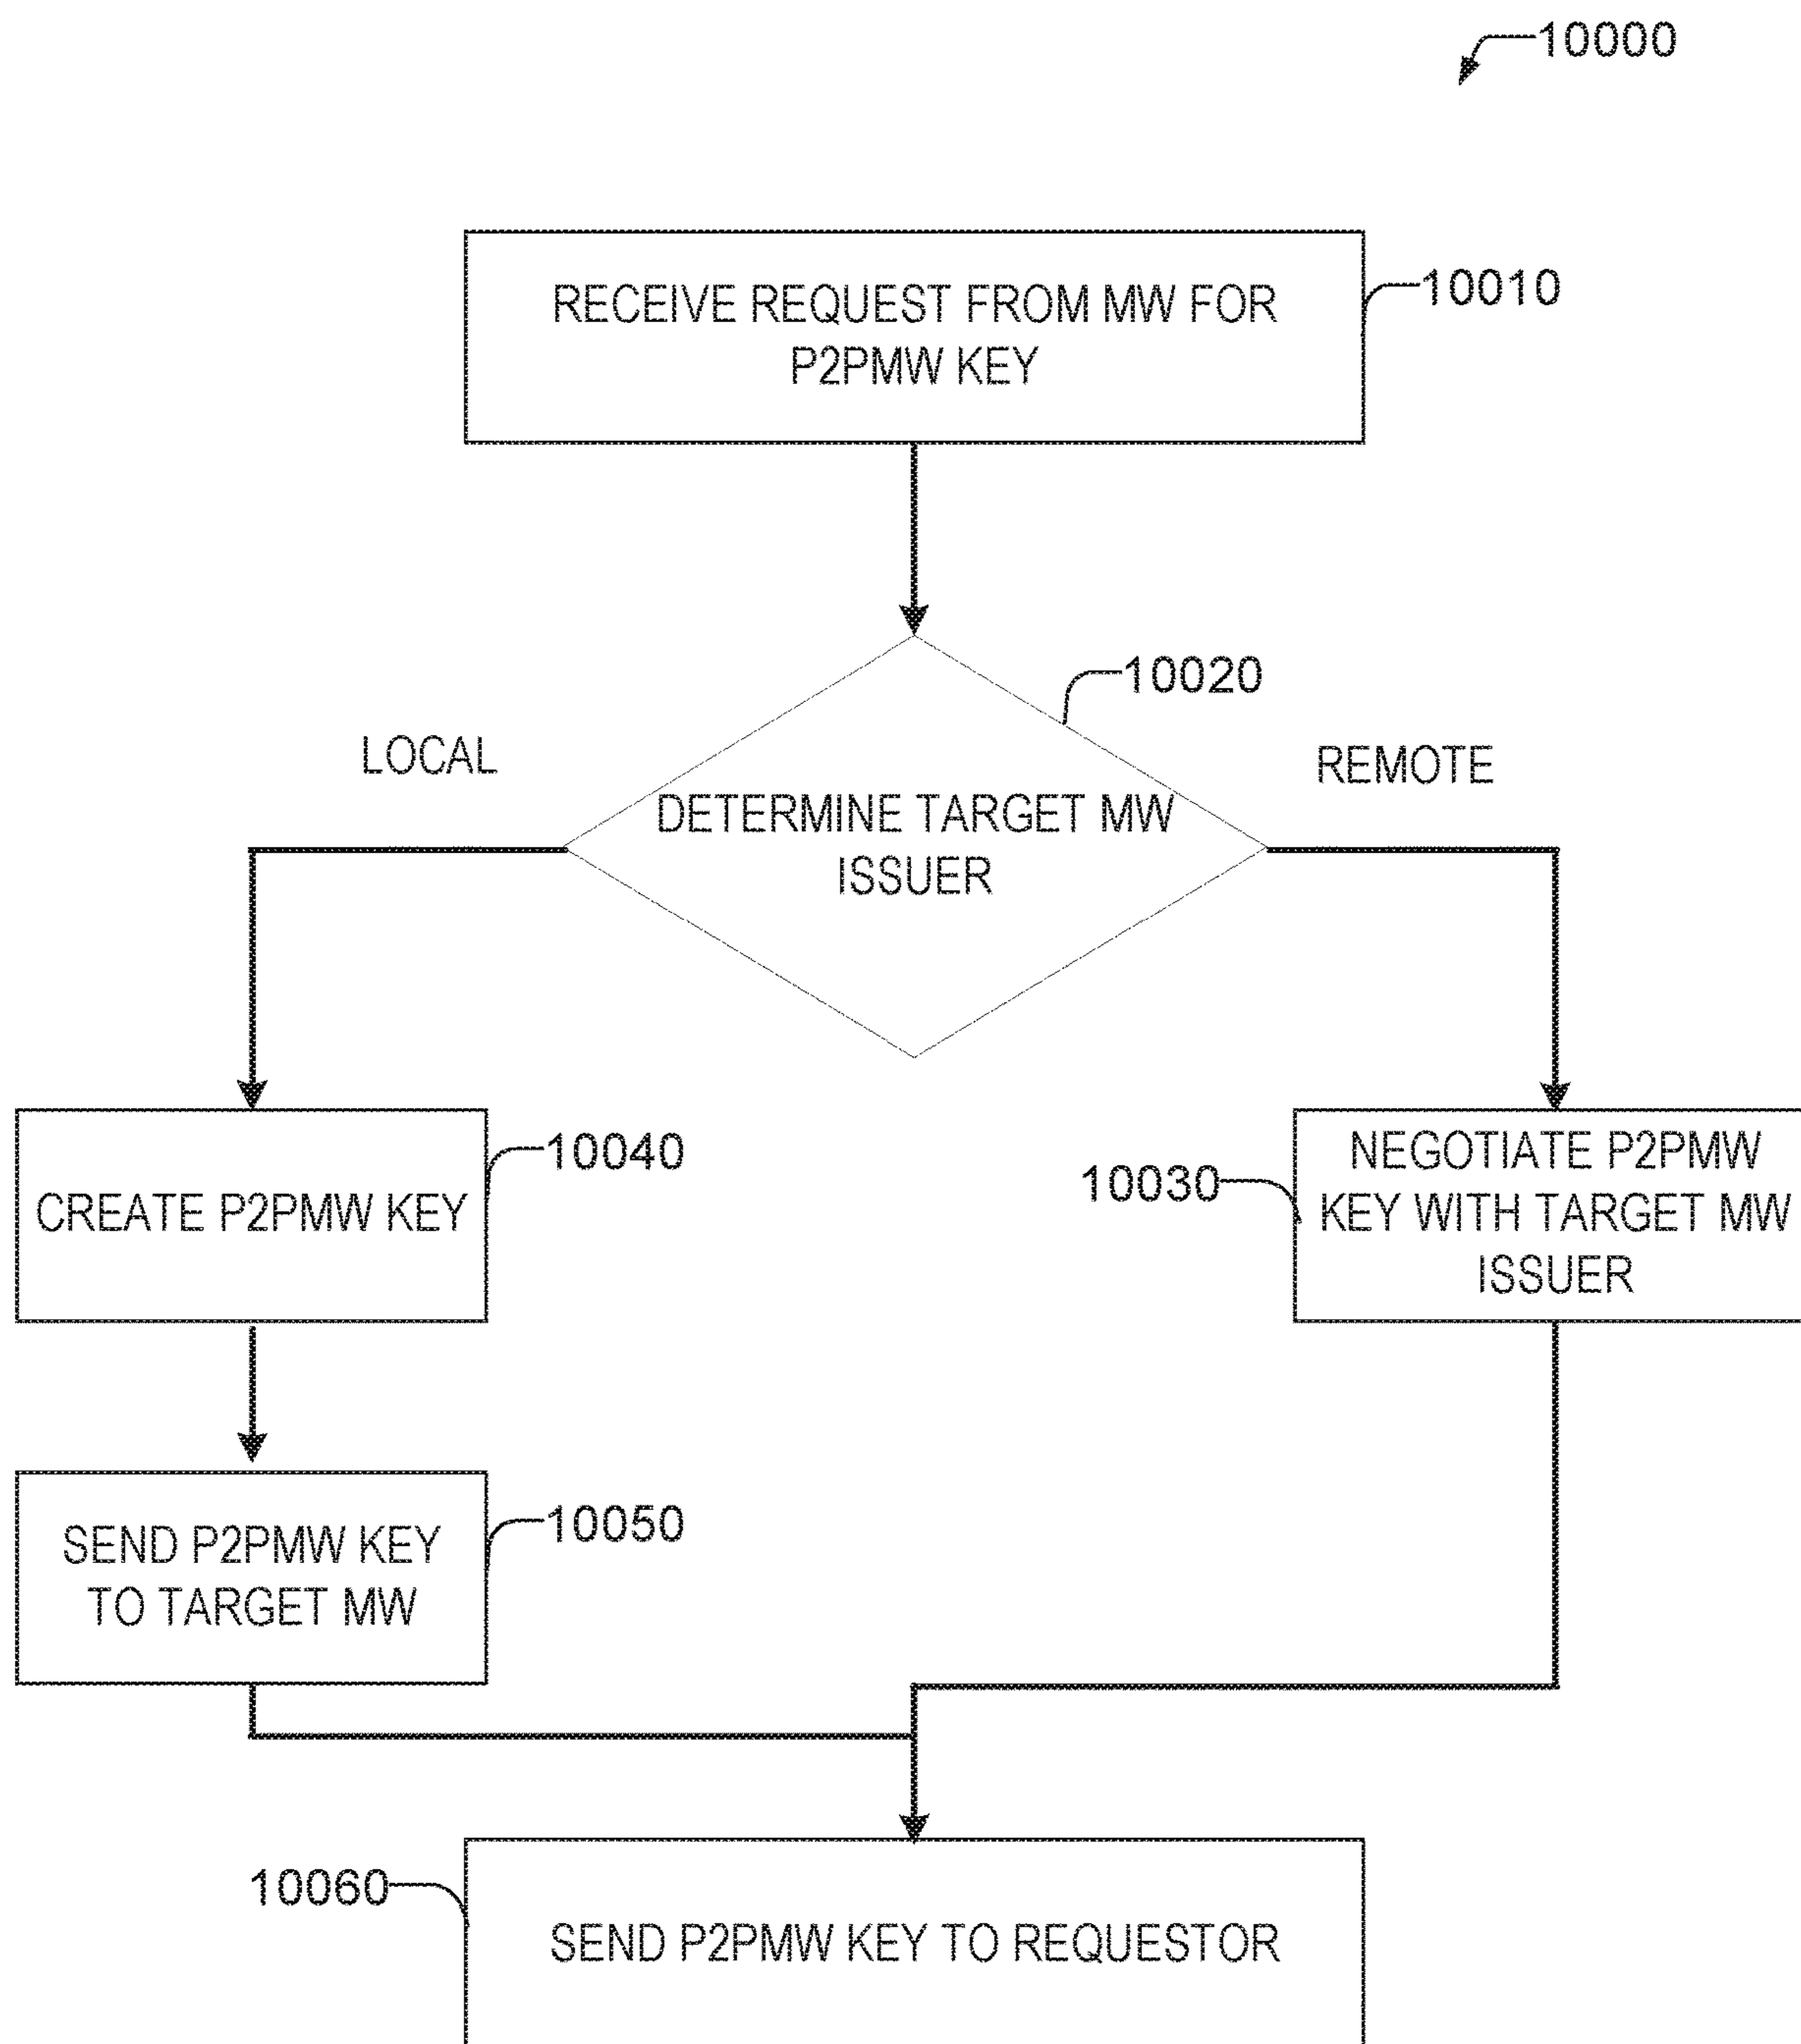 10000
RECEIVE REQUEST FROM MW FOR
P2PMW KEY
10010
10020
LOCAL
REMOTE
DETERMINE TARGET MW
ISSUER
10040
CREATE P2PMW KEY
10030
NEGOTIATE P2PMW
KEY WITH TARGET MW
ISSUER
10050
SEND P2PMW KEY
TO TARGET MW
10060
SEND P2PMW KEY TO REQUESTOR